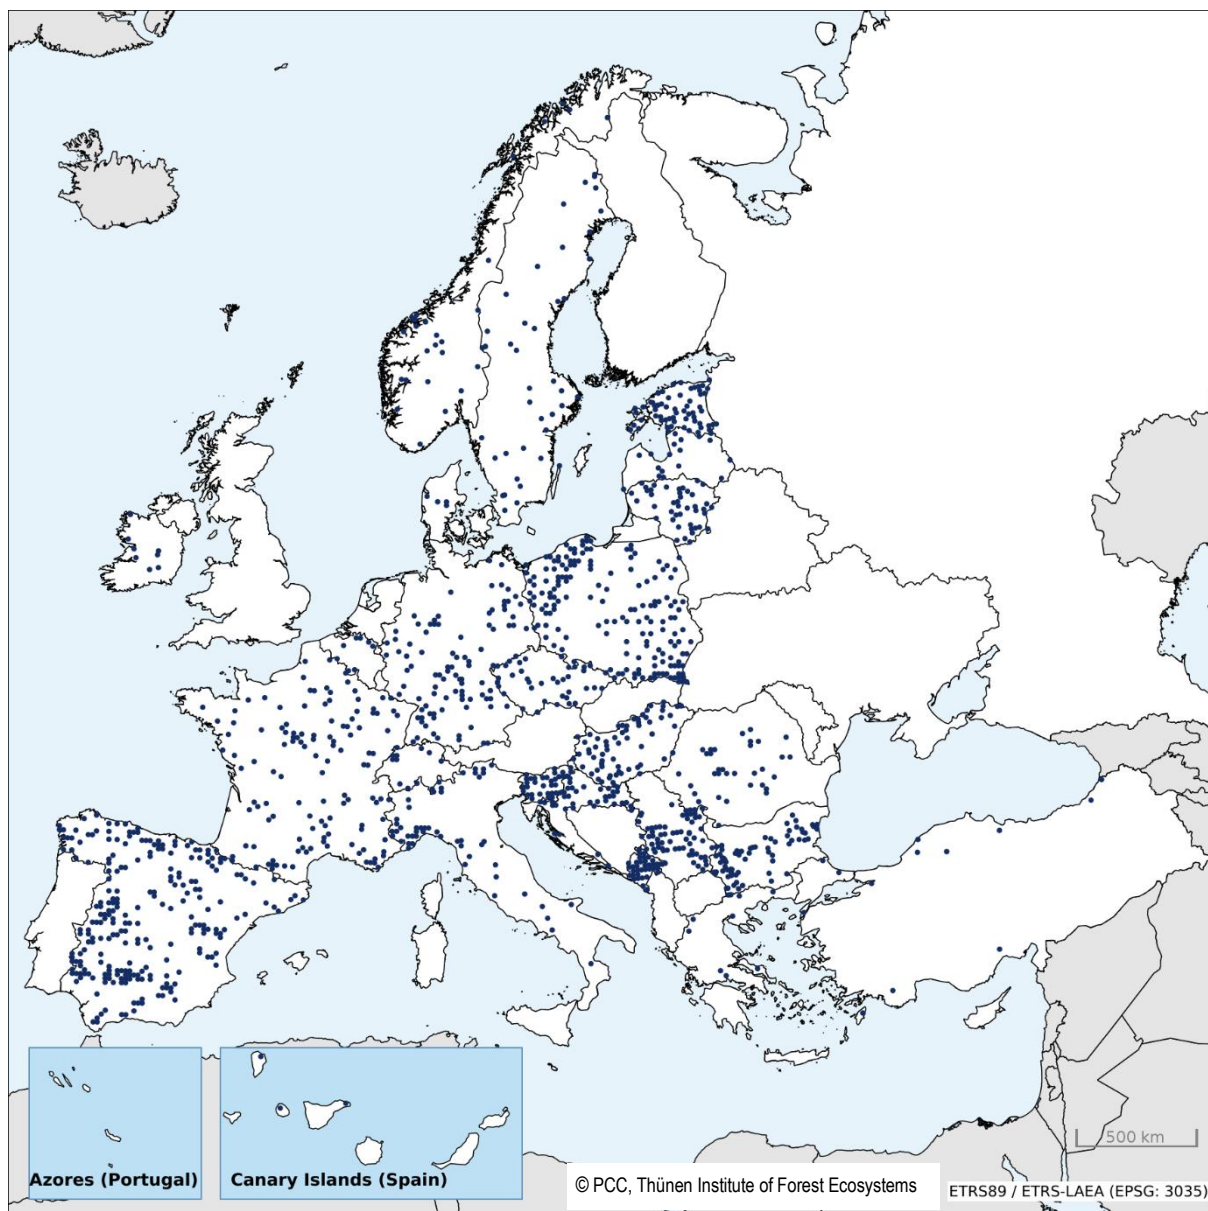 500 km
Azores (Portugal)
Canary Islands (Spain)
© PCC, Thünen Institute of Forest Ecosystems
ETRS89 / ETRS-LAEA (EPSG: 3035)